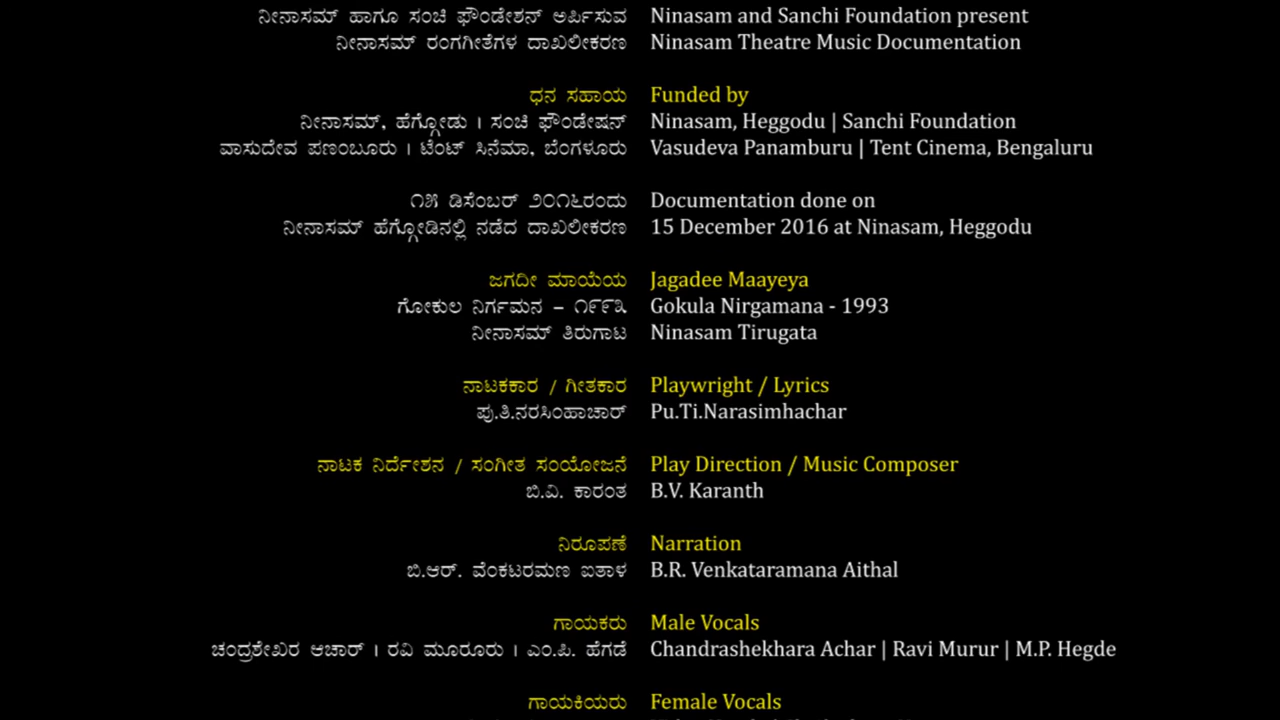 ನೀನಾಸಮ್ ಹಾಗೂ ಸಂಚಿ ಫೌಂಡೇಶನ್ ಅರ್ಪಿಸುವ Ninasam and Sanchi Foundation present
ನೀನಾಸಮ್ ರಂಗಗೀತೆಗಳ ದಾಖಲೀಕರಣ Ninasam Theatre Music Documentation
ಧನ ಸಹಾಯ Funded by
ನೀನಾಸಮ್, ಹೆಗ್ಗೋಡು | ಸಂಚಿ ಫೌಂಡೇಷನ್ Ninasam, Heggodu | Sanchi Foundation
ವಾಸುದೇವ ಪಣಂಬೂರು | ಟೆಂಟ್ ಸಿನೆಮಾ, ಬೆಂಗಳೂರು Vasudeva Panamburu | Tent Cinema, Bengaluru
೧೫ ಡಿಸೆಂಬರ್ ೨೦೧೬ರಂದು Documentation done on
ನೀನಾಸಮ್ ಹೆಗ್ಗೋಡಿನಲ್ಲಿ ನಡೆದ ದಾಖಲೀಕರಣ 15 December 2016 at Ninasam, Heggodu
ಜಗದೀ ಮಾಯೆಯ Jagadee Maayeya
ಗೋಕುಲ ನಿರ್ಗಮನ – ೧೯೯೩ Gokula Nirgamana - 1993
ನೀನಾಸಮ್ ತಿರುಗಾಟ Ninasam Tirugata
ನಾಟಕಕಾರ / ಗೀತಕಾರ Playwright / Lyrics
ಪು.ತಿ.ನರಸಿಂಹಾಚಾರ್ Pu.Ti.Narasimhachar
ನಾಟಕ ನಿರ್ದೇಶನ / ಸಂಗೀತ ಸಂಯೋಜನೆ Play Direction / Music Composer
ಬಿ.ವಿ. ಕಾರಂತ B.V. Karanth
ನಿರೂಪಣೆ Narration
ಬಿ.ಆರ್. ವೆಂಕಟರಮಣ ಐತಾಳ B.R. Venkataramana Aithal
ಗಾಯಕರು Male Vocals
ಚಂದ್ರಶೇಖರ ಆಚಾರ್ | ರವಿ ಮೂರೂರು | ಎಂ.ಪಿ. ಹೆಗಡೆ Chandrashekhara Achar | Ravi Murur | M.P. Hegde
ಗಾಯಕಿಯರು Female Vocals